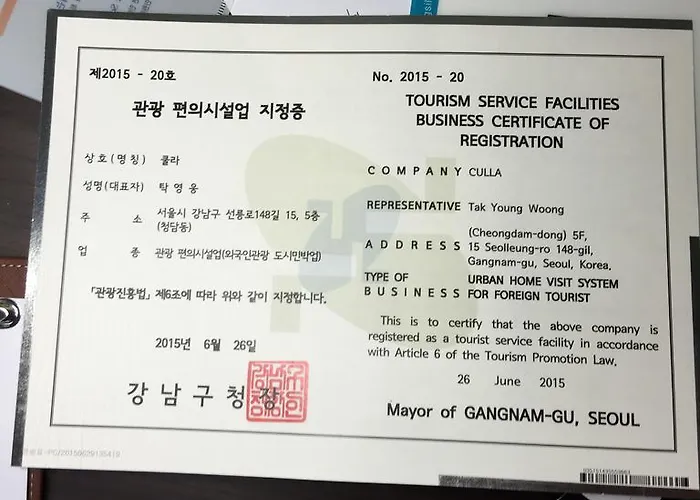 제2015 - 20호
관광 편의시설업 지정증
상호(명칭) 쿨라
성명(대표자) 탁영웅
주 소 서울시 강남구 선릉로148길 15, 5층
(청담동)
업 종 관광 편의시설업(외국인관광 도시민박업)
「관광진흥법」 제6조에 따라 위와 같이 지정합니다.
2015년 6월 26일
강남구청장
No. 2015 - 20
TOURISM SERVICE FACILITIES
BUSINESS CERTIFICATE OF
REGISTRATION
COMPANY CULLA
REPRESENTATIVE Tak Young Woong
(Cheongdam-dong) 5F,
ADDRESS 15 Seolleung-ro 148-gil,
Gangnam-gu, Seoul, Korea.
TYPE OF URBAN HOME VISIT SYSTEM
BUSINESS FOR FOREIGN TOURIST
This is to certify that the above company is
registered as a tourist service facility in accordance
with Article 6 of the Tourism Promotion Law.
26 June 2015
Mayor of GANGNAM-GU, SEOUL